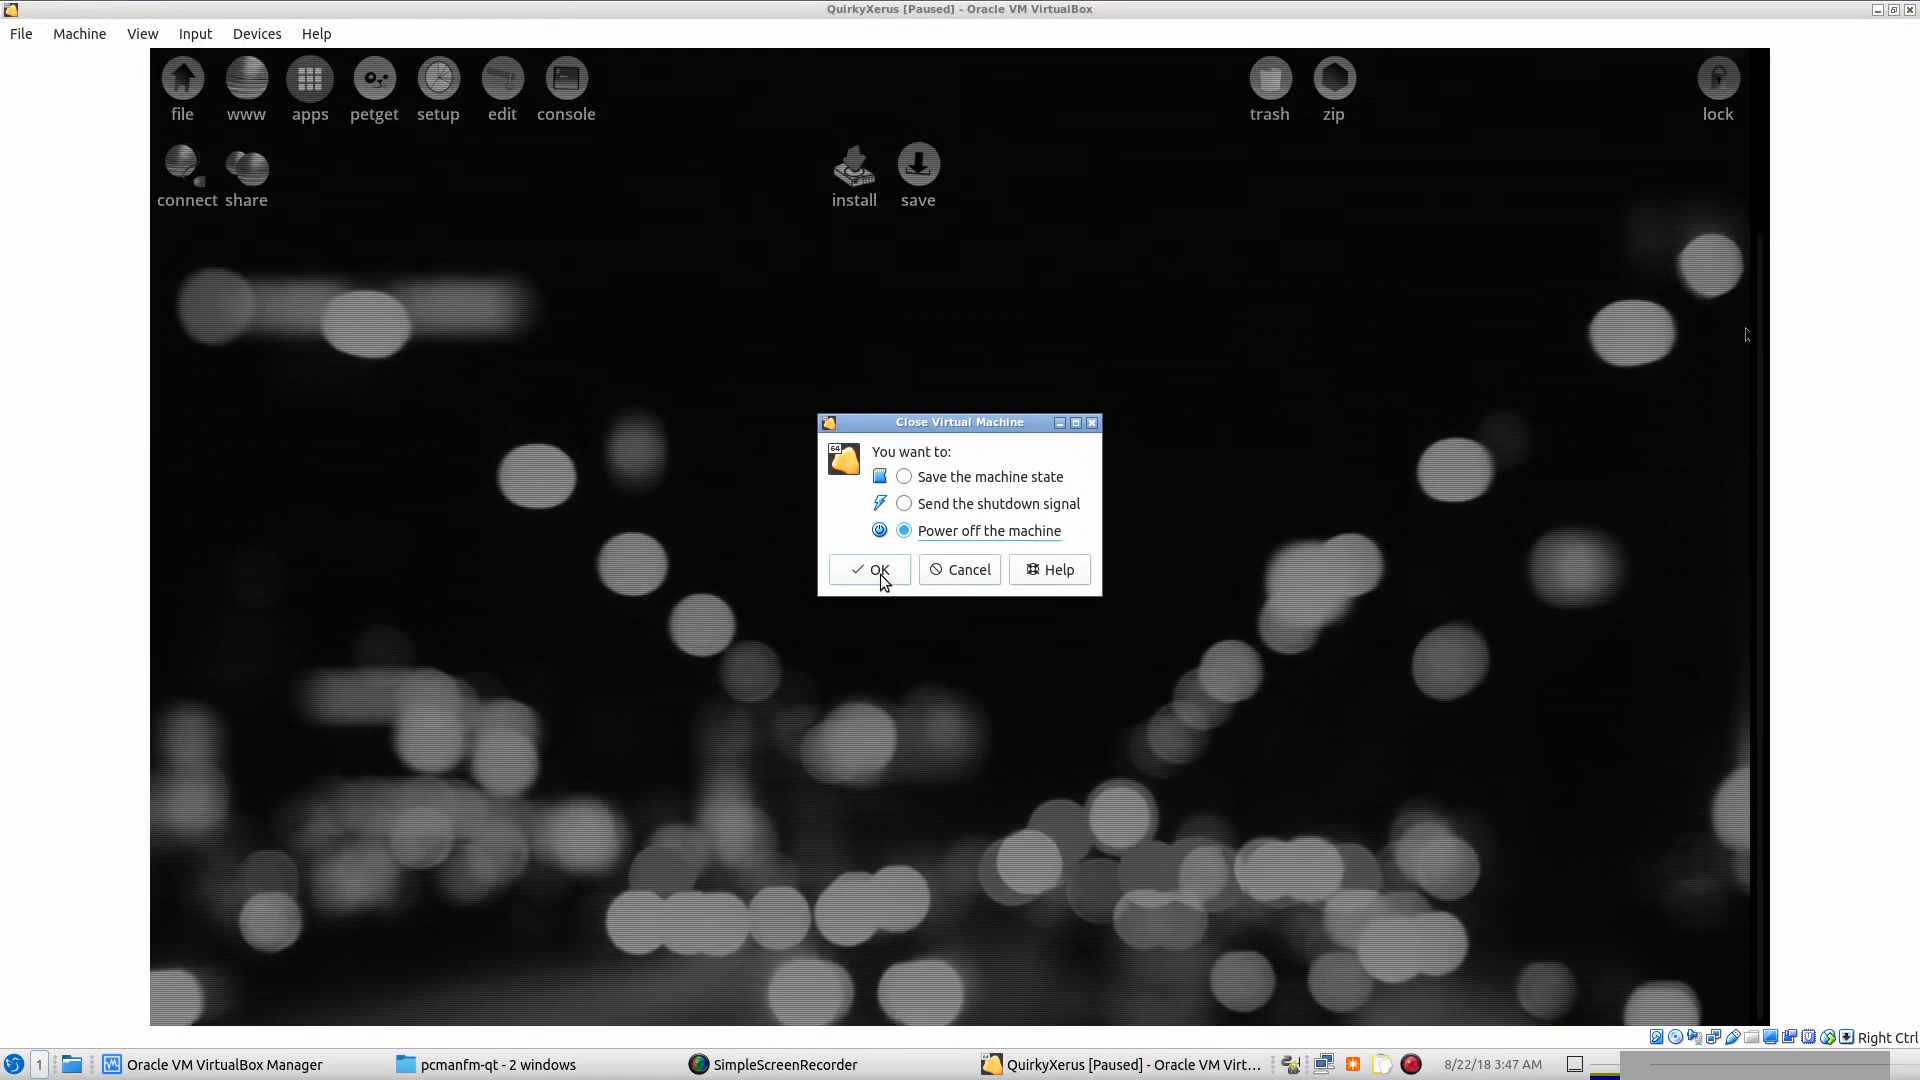 QuirkyXerus [Paused] - Oracle VM VirtualBox
File Machine View Input Devices Help
file www apps petget setup edit console trash zip lock
connect share install save
Close Virtual Machine
64
You want to:
Save the machine state
Send the shutdown signal
Power off the machine
OK Cancel Help
Right Ctrl
1 Oracle VM VirtualBox Manager pcmanfm-qt - 2 windows SimpleScreenRecorder QuirkyXerus [Paused] - Oracle VM Virt... 8/22/18 3:47 AM